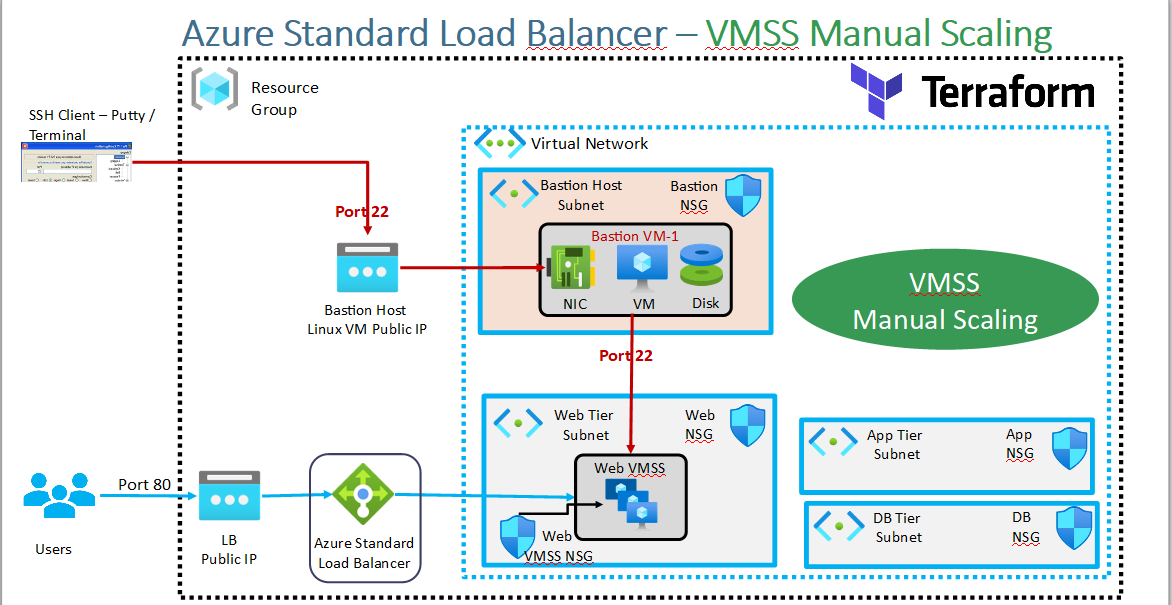 Azure Standard Load Balancer – VMSS Manual Scaling
Resource
Group
Terraform
SSH Client – Putty /
Terminal
Virtual Network
Bastion Host
Subnet
Bastion
NSG
Port 22
Bastion VM-1
NIC
VM
Disk
Bastion Host
Linux VM Public IP
VMSS
Manual Scaling
Port 22
Web Tier
Subnet
Web
NSG
Web VMSS
Web
VMSS NSG
App Tier
Subnet
App
NSG
DB Tier
Subnet
DB
NSG
Port 80
Users
LB
Public IP
Azure Standard
Load Balancer